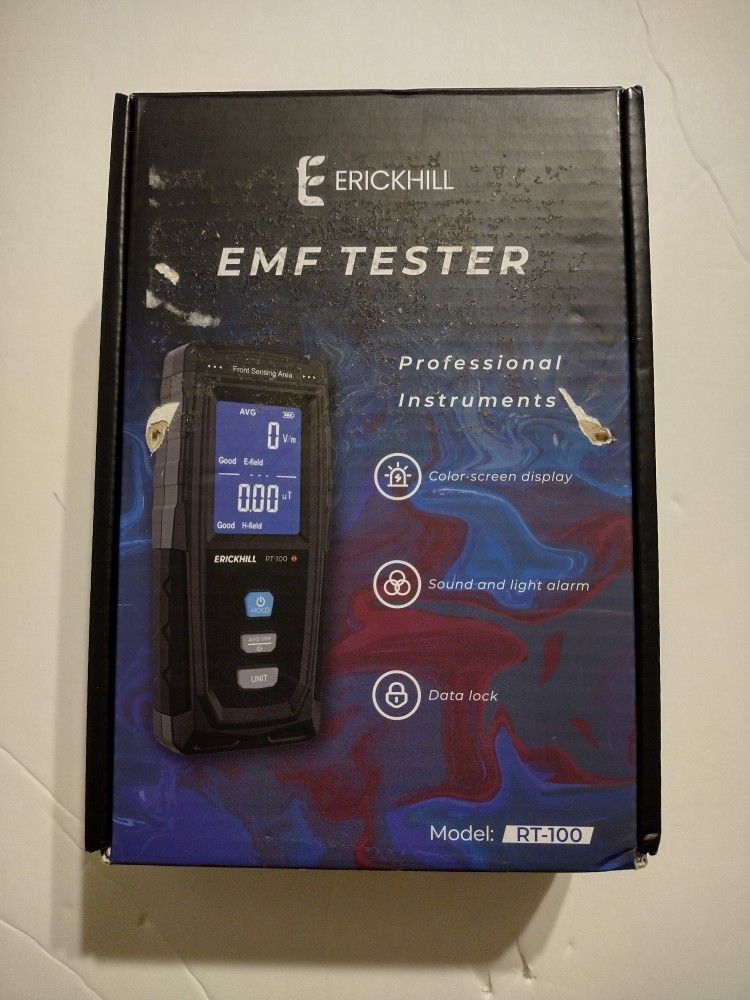 ERICKHILL
EMF TESTER
Professional
Instruments
Front Sensing Area
AVG
0 V/m
Good E-field
0.00 uT
Good H-field
ERICKHILL RT-100
HOLD
UNIT
Color-screen display
Sound and light alarm
Data lock
Model: RT-100